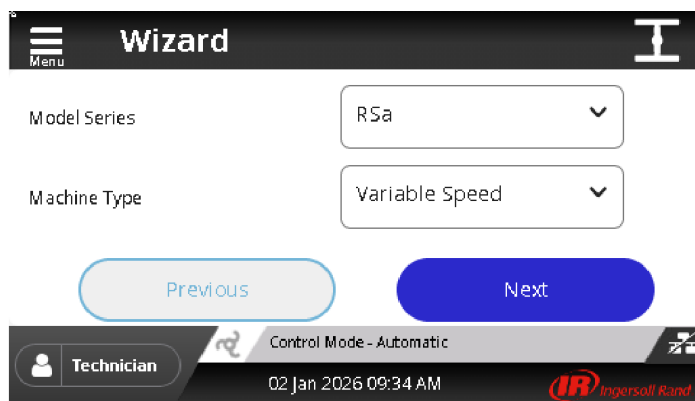 Wizard
Menu
Model Series
RSa
Machine Type
Variable Speed
Previous
Next
Control Mode - Automatic
Technician
02 Jan 2026 09:34 AM
IR Ingersoll Rand